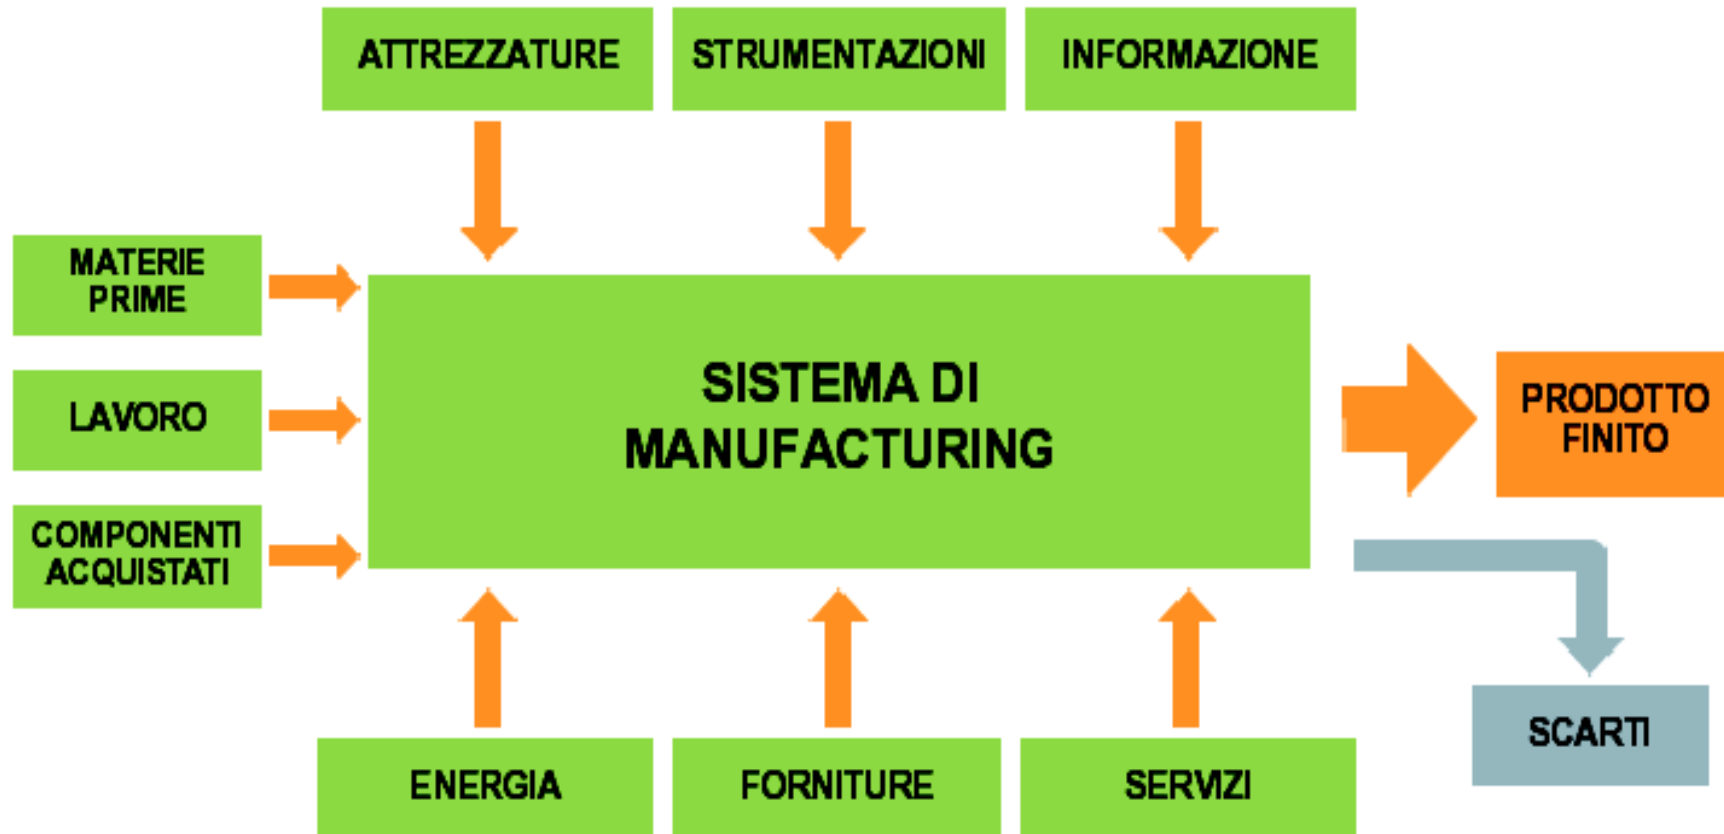 ATTREZZATURE
STRUMENTAZIONI
INFORMAZIONE
MATERIE
PRIME
LAVORO
COMPONENTI
ACQUISTATI
SISTEMA DI
MANUFACTURING
PRODOTTO
FINITO
SCARTI
ENERGIA
FORNITURE
SERVIZI